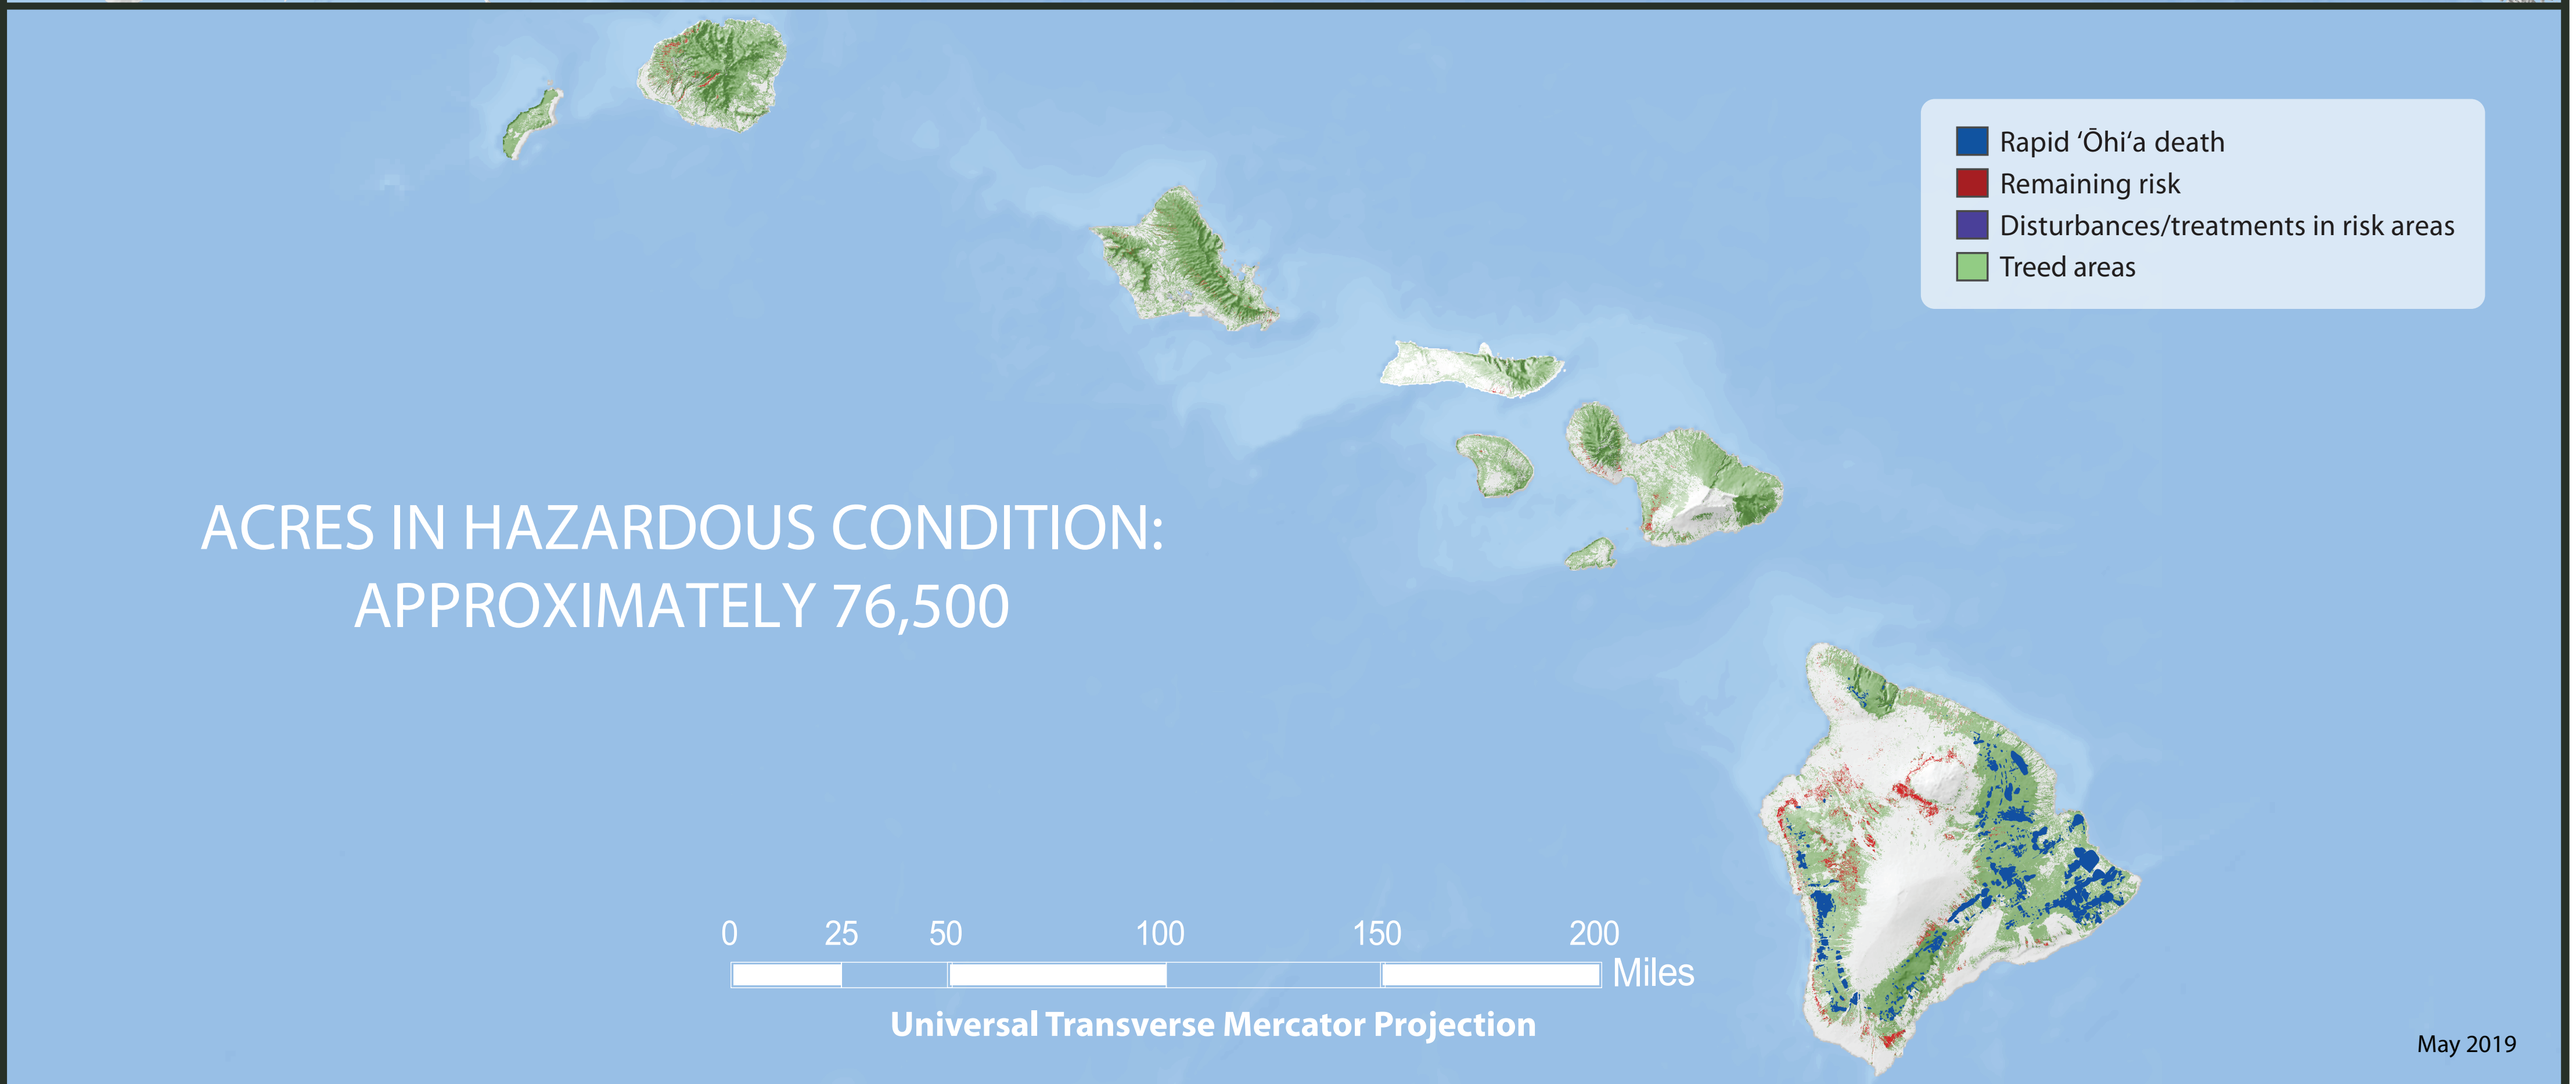 Rapid ‘Ōhi‘a death
Remaining risk
Disturbances/treatments in risk areas
Treed areas
ACRES IN HAZARDOUS CONDITION:
APPROXIMATELY 76,500
0 25 50 100 150 200
Miles
Universal Transverse Mercator Projection
May 2019